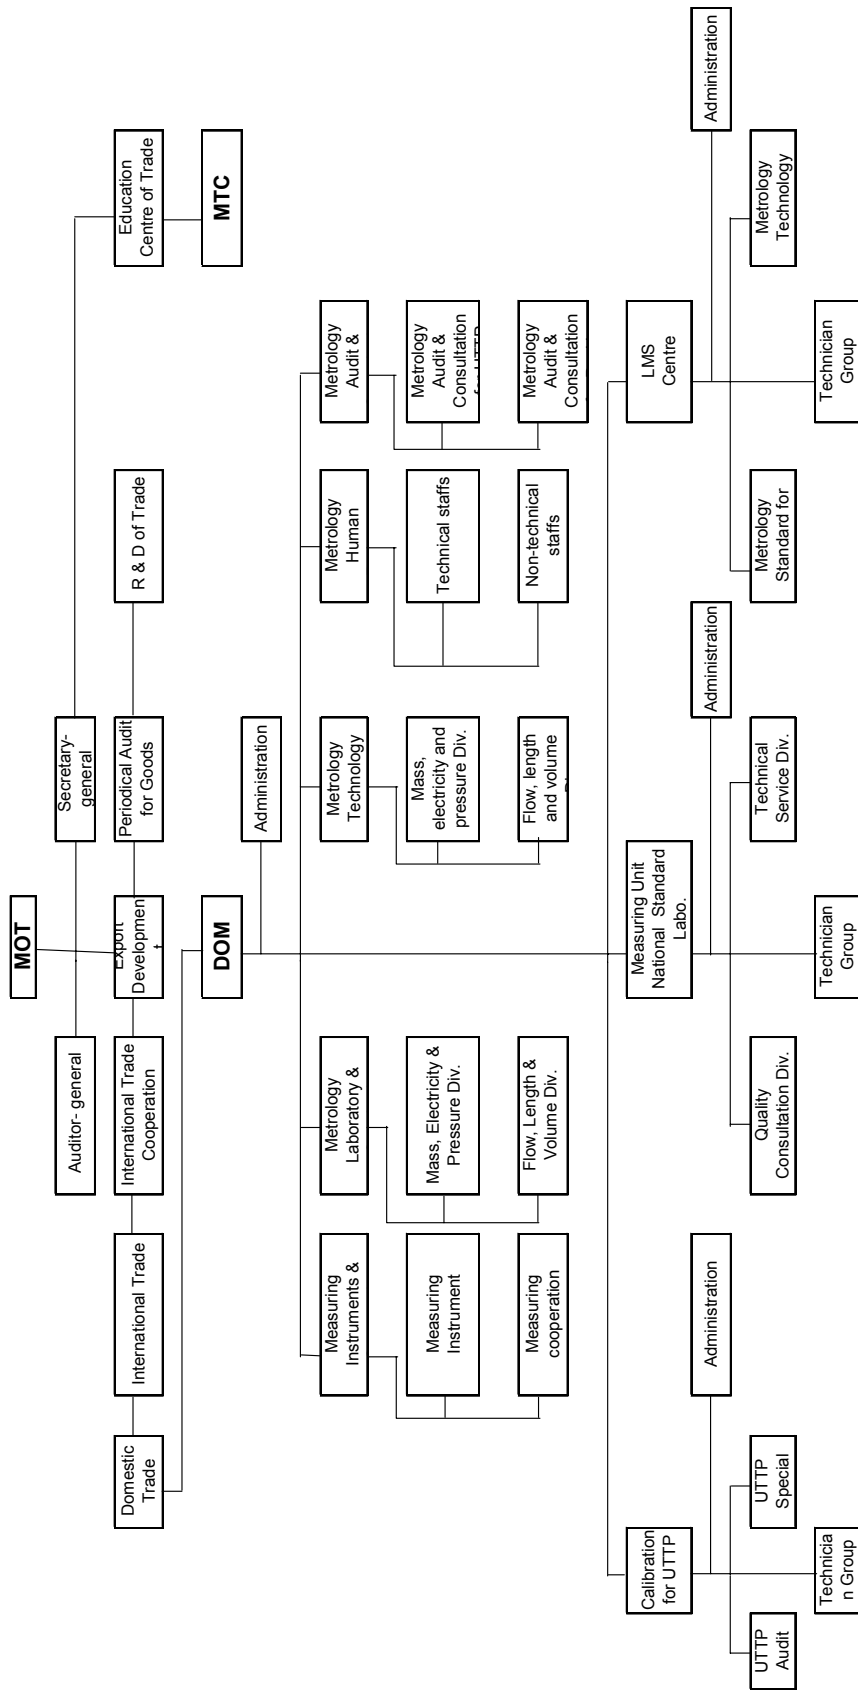 MOT
Auditor- general
Secretary-
general
Domestic
Trade
International Trade
International Trade
Cooperation
Export
Developmen
t
Periodical Audit
for Goods
R & D of Trade
Education
Centre of Trade
DOM
MTC
Administration
Measuring
Instruments &
Metrology
Laboratory &
Metrology
Technology
Metrology
Human
Metrology
Audit &
Measuring
Instrument
Mass, Electricity &
Pressure Div.
Mass,
electricity and
pressure Div.
Technical staffs
Metrology
Audit &
Consultation
for UTTP
Measuring
cooperation
Flow, Length &
Volume Div.
Flow, length
and volume
Non-technical
staffs
Metrology
Audit &
Consultation
Calibration
for UTTP
Measuring Unit
National Standard
Labo.
LMS
Centre
Administration
Administration
Administration
UTTP
Audit
UTTP
Special
Quality
Consultation Div.
Technical
Service Div.
Metrology
Standard for
Metrology
Technology
Technicia
n Group
Technician
Group
Technician
Group